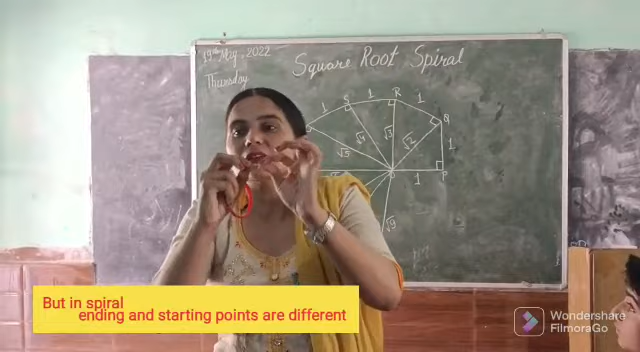 19th May, 2022
Thursday
Square Root Spiral
1
S
1
R
1
Q
1
P
1
√2
√3
√4
√5
√9
But in spiral
ending and starting points are different
Wondershare
FilmoraGo